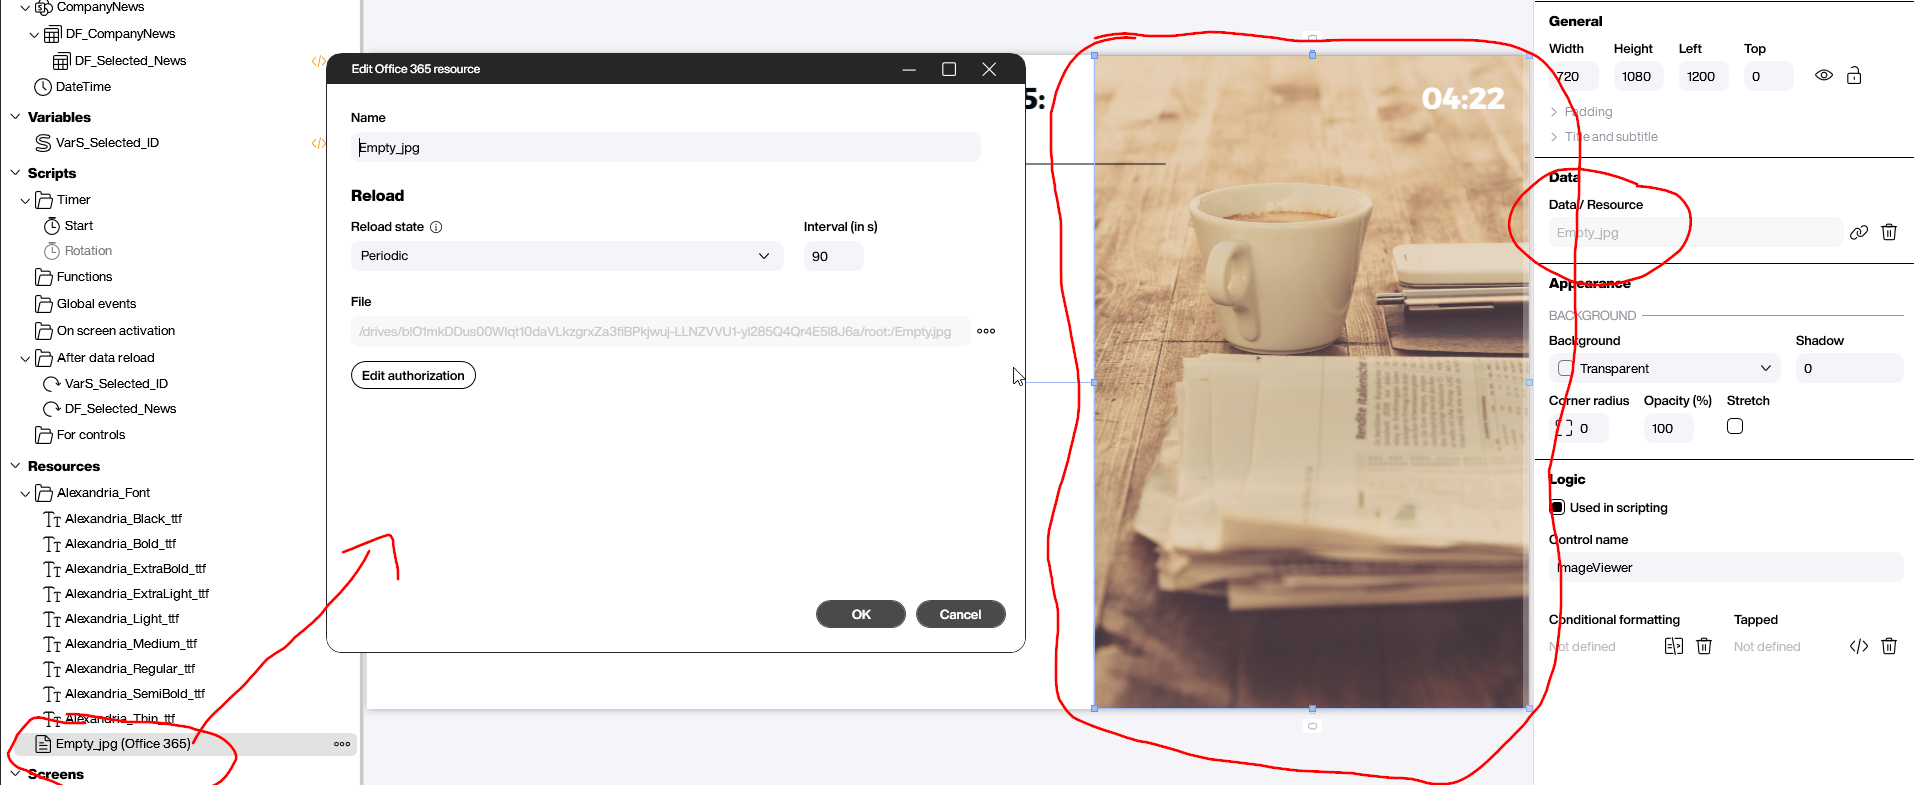 CompanyNews
DF_CompanyNews
DF_Selected_News
DateTime
Variables
VarS_Selected_ID
Scripts
Timer
Start
Rotation
Functions
Global events
On screen activation
After data reload
VarS_Selected_ID
DF_Selected_News
For controls
Resources
Alexandria_Font
Alexandria_Black_ttf
Alexandria_Bold_ttf
Alexandria_ExtraBold_ttf
Alexandria_ExtraLight_ttf
Alexandria_Light_ttf
Alexandria_Medium_ttf
Alexandria_Regular_ttf
Alexandria_SemiBold_ttf
Alexandria_Thin_ttf
Empty_jpg (Office 365)
Screens
Edit Office 365 resource
Name
Empty_jpg
Reload
Reload state
Interval (in s)
Periodic
90
File
/drives/b!O1mkDDus00WIqt10daVLkzgrxZa3fiBPkjwuj-LLNZVVU1-yl285Q4Qr4E5l8J6a/root:/Empty.jpg
Edit authorization
OK
Cancel
5:
04:22
Rendite italienische
General
Width
Height
Left
Top
720
1080
1200
0
Padding
Title and subtitle
Data
Data / Resource
Empty_jpg
Appearance
BACKGROUND
Background
Shadow
Transparent
0
Corner radius
Opacity (%)
Stretch
0
100
Logic
Used in scripting
Control name
ImageViewer
Conditional formatting
Tapped
Not defined
Not defined